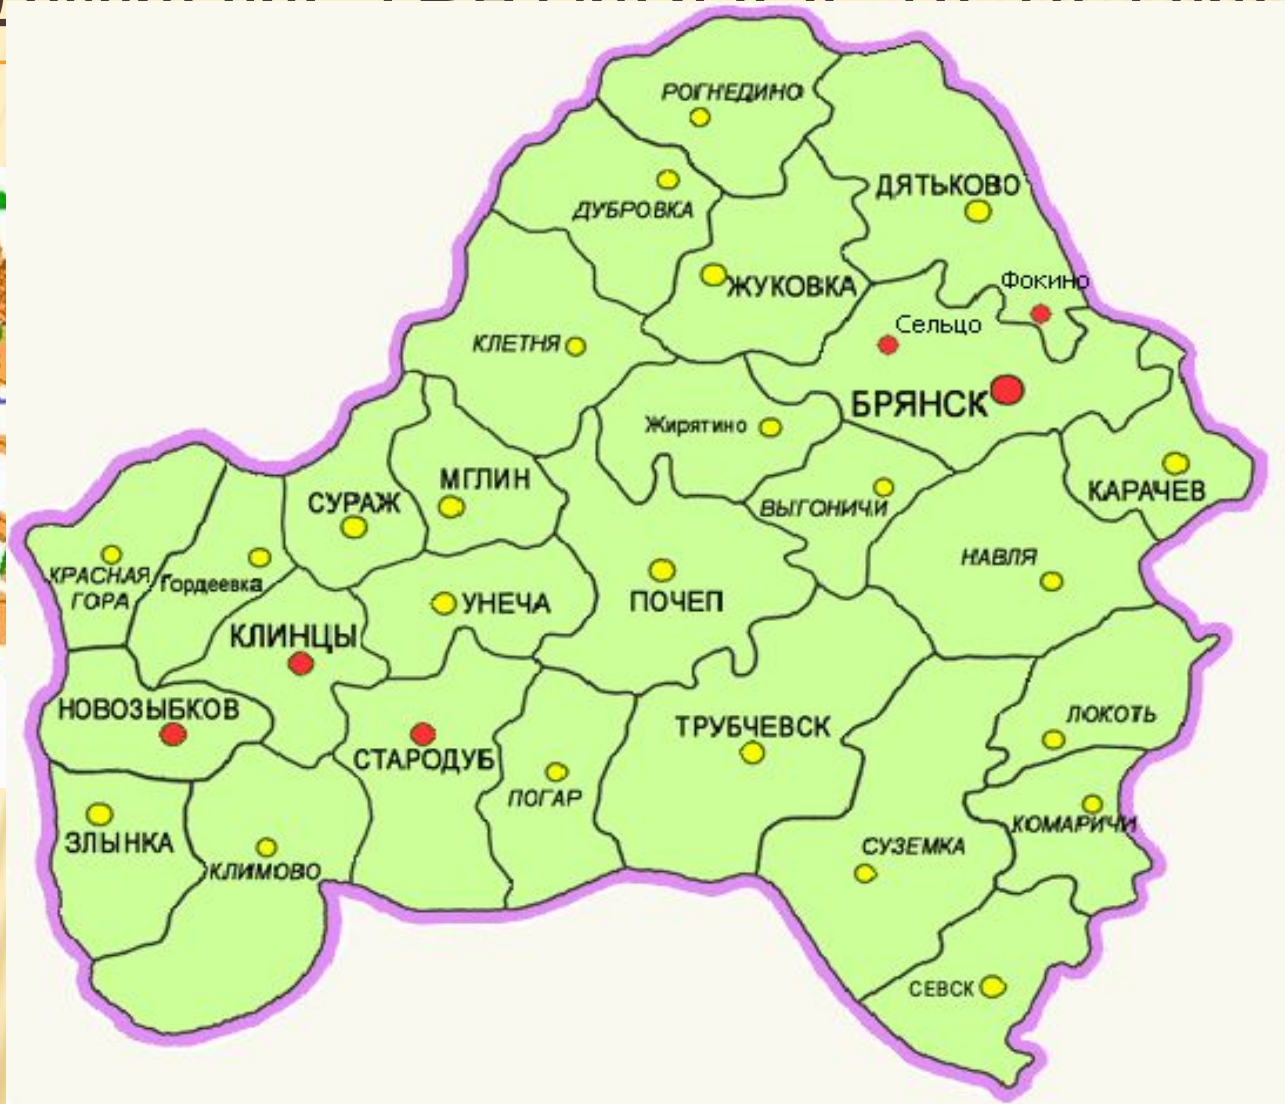 РОГНЕДИНО
ДЯТЬКОВО
ДУБРОВКА
ЖУКОВКА
Фокино
Сельцо
КЛЕТНЯ
БРЯНСК
Жирятино
МГЛИН
СУРАЖ
ВЫГОНИЧИ
КАРАЧЕВ
НАВЛЯ
КРАСНАЯ
ГОРА
Гордеевка
УНЕЧА
ПОЧЕП
КЛИНЦЫ
НОВОЗЫБКОВ
ЛОКОТЬ
ТРУБЧЕВСК
СТАРОДУБ
ПОГАР
КОМАРИЧИ
ЗЛЫНКА
СУЗЕМКА
КЛИМОВО
СЕВСК